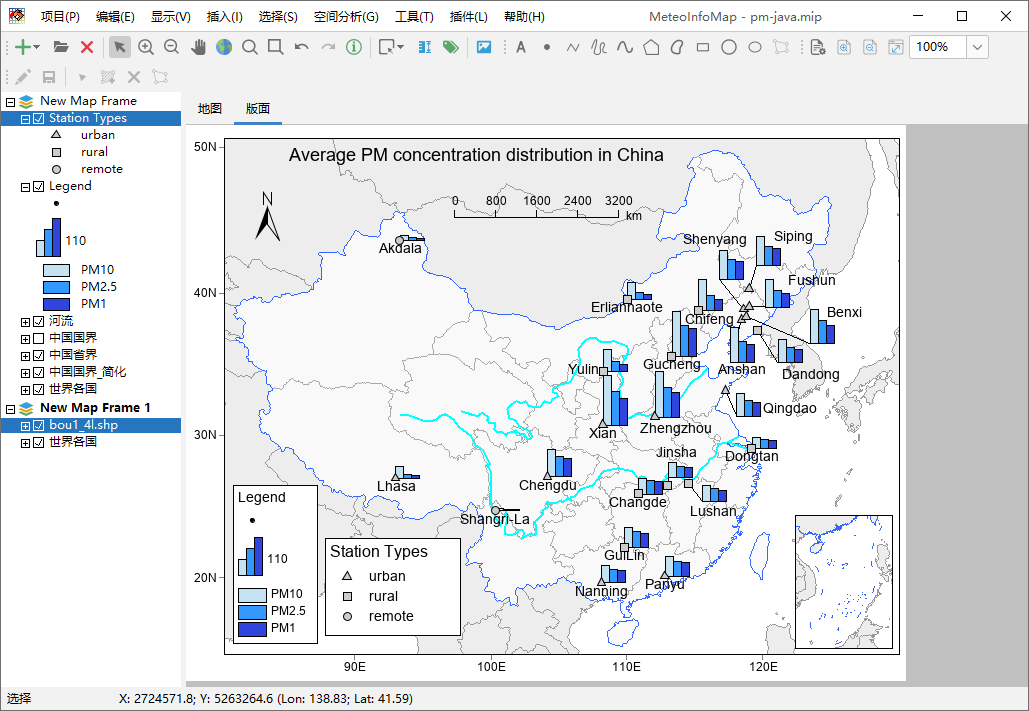 项目(P) 编辑(E) 显示(V) 插入(I) 选择(S) 空间分析(G) 工具(T) 插件(L) 帮助(H) MeteoInfoMap - pm-java.mip
A 100%
New Map Frame
Station Types
urban
rural
remote
Legend
110
PM10
PM2.5
PM1
河流
中国国界
中国省界
中国国界_简化
世界各国
New Map Frame 1
bou1_4l.shp
世界各国
地图 版面
Average PM concentration distribution in China
50N
40N
30N
20N
90E 100E 110E 120E
N
0 800 1600 2400 3200
km
Akdala
Shenyang
Siping
Fushun
Erlianhaote
Chifeng
Benxi
Yulin
Gucheng
Anshan
Dandong
Qingdao
Xian
Zhengzhou
Jinsha
Dongtan
Lhasa
Chengdu
Changde
Lushan
Shangri-La
GuiLin
Nanning
Panyu
Legend
110
PM10
PM2.5
PM1
Station Types
urban
rural
remote
选择 X: 2724571.8; Y: 5263264.6 (Lon: 138.83; Lat: 41.59)